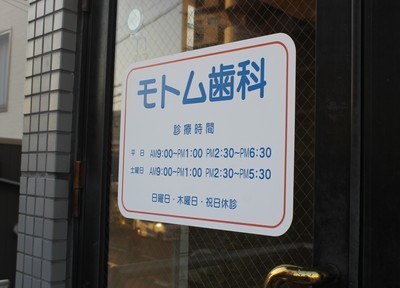 モトム歯科
診療時間
平 日 AM9:00~PM1:00 PM2:30~PM6:30
土曜日 AM9:00~PM1:00 PM2:30~PM5:30
日曜日・木曜日・祝日休診